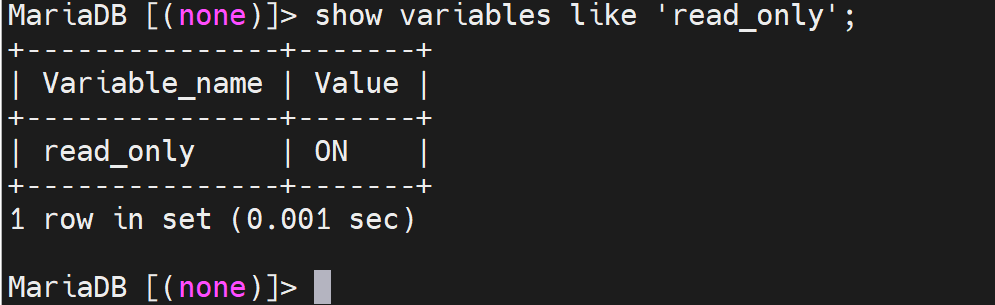 MariaDB [(none)]> show variables like 'read_only';
+---------------+-------+
| Variable_name | Value |
+---------------+-------+
| read_only     | ON    |
+---------------+-------+
1 row in set (0.001 sec)
MariaDB [(none)]>